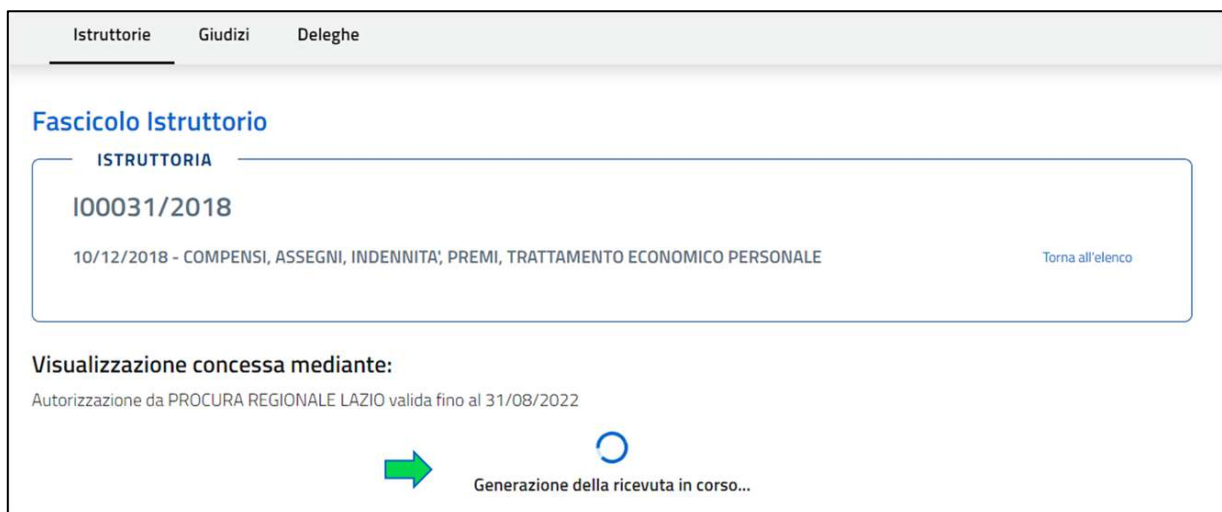 Istruttorie Giudizi Deleghe
Fascicolo Istruttorio
ISTRUTTORIA
I00031/2018
10/12/2018 - COMPENSI, ASSEGNI, INDENNITA', PREMI, TRATTAMENTO ECONOMICO PERSONALE Torna all'elenco
Visualizzazione concessa mediante:
Autorizzazione da PROCURA REGIONALE LAZIO valida fino al 31/08/2022
Generazione della ricevuta in corso...